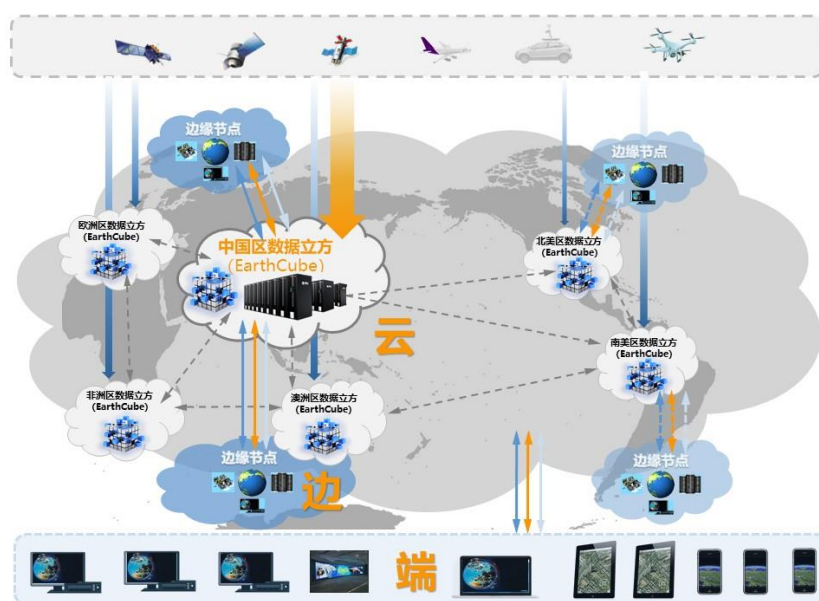 边缘节点
边缘节点
欧洲区数据立方
(EarthCube)
中国区数据立方
(EarthCube)
北美区数据立方
(EarthCube)
云
南美区数据立方
(EarthCube)
非洲区数据立方
(EarthCube)
澳洲区数据立方
(EarthCube)
边缘节点
边
边缘节点
端